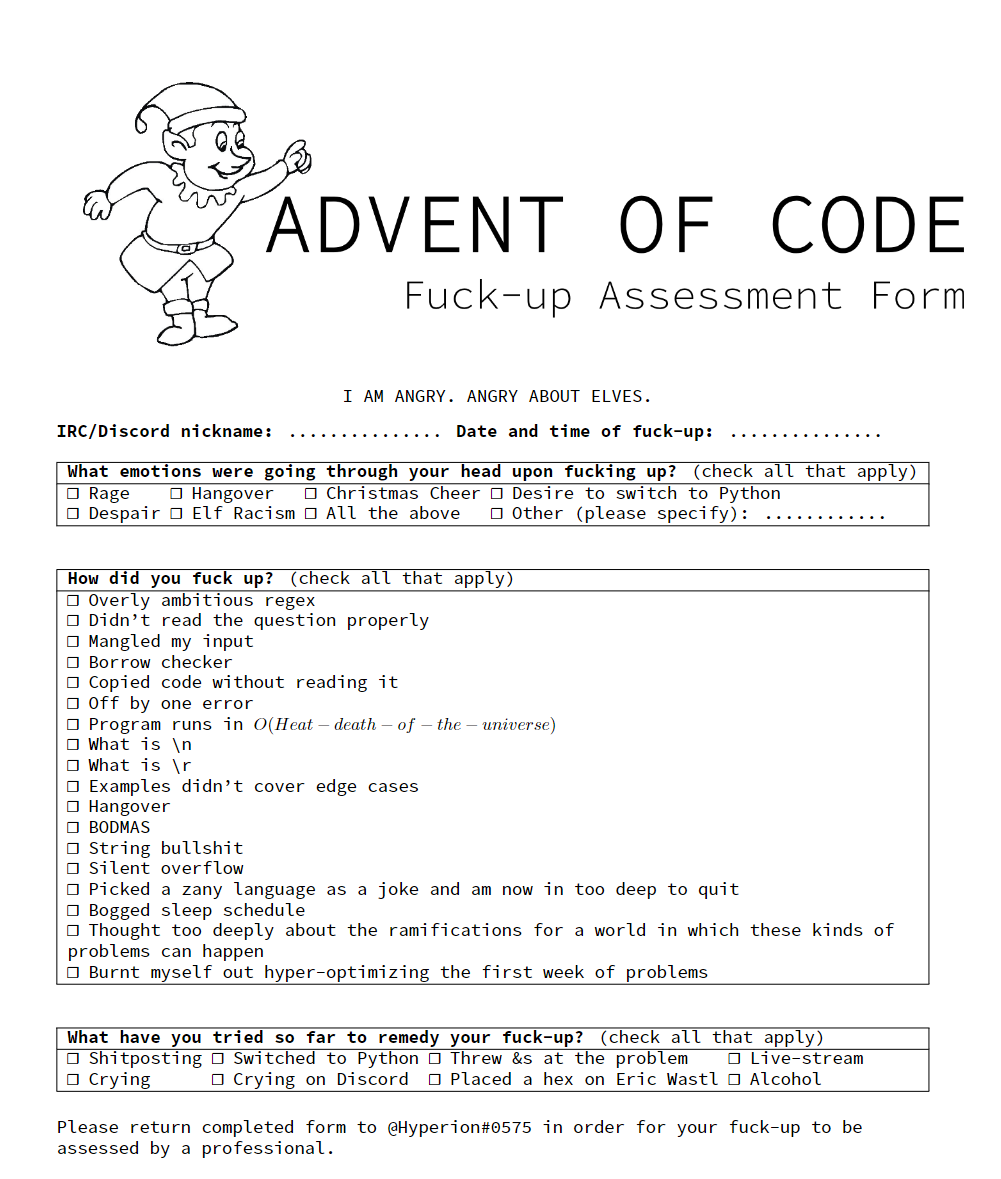 ADVENT OF CODE
Fuck-up Assessment Form
I AM ANGRY. ANGRY ABOUT ELVES.
IRC/Discord nickname: ............... Date and time of fuck-up: ...............
What emotions were going through your head upon fucking up? (check all that apply)
☐ Rage ☐ Hangover ☐ Christmas Cheer ☐ Desire to switch to Python
☐ Despair ☐ Elf Racism ☐ All the above ☐ Other (please specify): ............
How did you fuck up? (check all that apply)
☐ Overly ambitious regex
☐ Didn't read the question properly
☐ Mangled my input
☐ Borrow checker
☐ Copied code without reading it
☐ Off by one error
☐ Program runs in O(Heat − death − of − the − universe)
☐ What is \n
☐ What is \r
☐ Examples didn't cover edge cases
☐ Hangover
☐ BODMAS
☐ String bullshit
☐ Silent overflow
☐ Picked a zany language as a joke and am now in too deep to quit
☐ Bogged sleep schedule
☐ Thought too deeply about the ramifications for a world in which these kinds of
problems can happen
☐ Burnt myself out hyper-optimizing the first week of problems
What have you tried so far to remedy your fuck-up? (check all that apply)
☐ Shitposting ☐ Switched to Python ☐ Threw &s at the problem ☐ Live-stream
☐ Crying ☐ Crying on Discord ☐ Placed a hex on Eric Wastl ☐ Alcohol
Please return completed form to @Hyperion#0575 in order for your fuck-up to be
assessed by a professional.